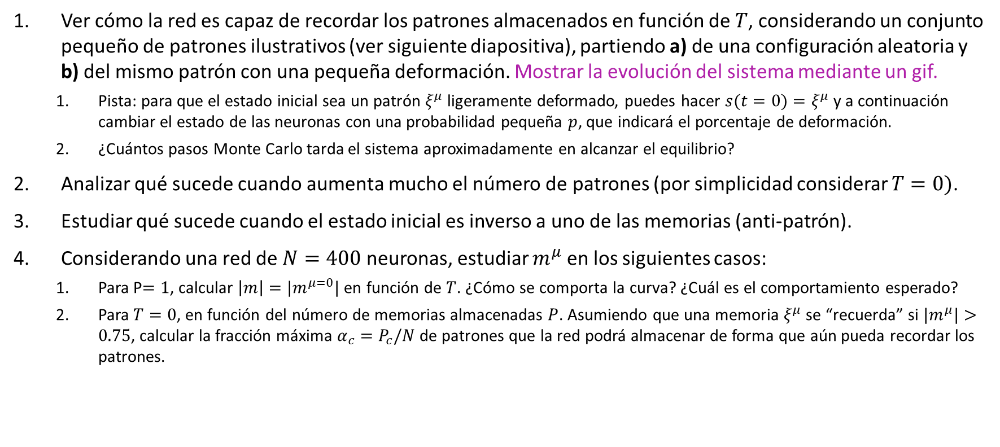 1. Ver cómo la red es capaz de recordar los patrones almacenados en función de T, considerando un conjunto
pequeño de patrones ilustrativos (ver siguiente diapositiva), partiendo a) de una configuración aleatoria y
b) del mismo patrón con una pequeña deformación. Mostrar la evolución del sistema mediante un gif.
1. Pista: para que el estado inicial sea un patrón ξ^μ ligeramente deformado, puedes hacer s(t = 0) = ξ^μ y a continuación
cambiar el estado de las neuronas con una probabilidad pequeña p, que indicará el porcentaje de deformación.
2. ¿Cuántos pasos Monte Carlo tarda el sistema aproximadamente en alcanzar el equilibrio?
2. Analizar qué sucede cuando aumenta mucho el número de patrones (por simplicidad considerar T = 0).
3. Estudiar qué sucede cuando el estado inicial es inverso a uno de las memorias (anti-patrón).
4. Considerando una red de N = 400 neuronas, estudiar m^μ en los siguientes casos:
1. Para P= 1, calcular |m| = |m^{μ=0}| en función de T. ¿Cómo se comporta la curva? ¿Cuál es el comportamiento esperado?
2. Para T = 0, en función del número de memorias almacenadas P. Asumiendo que una memoria ξ^μ se “recuerda” si |m^μ| >
0.75, calcular la fracción máxima α_c = P_c/N de patrones que la red podrá almacenar de forma que aún pueda recordar los
patrones.